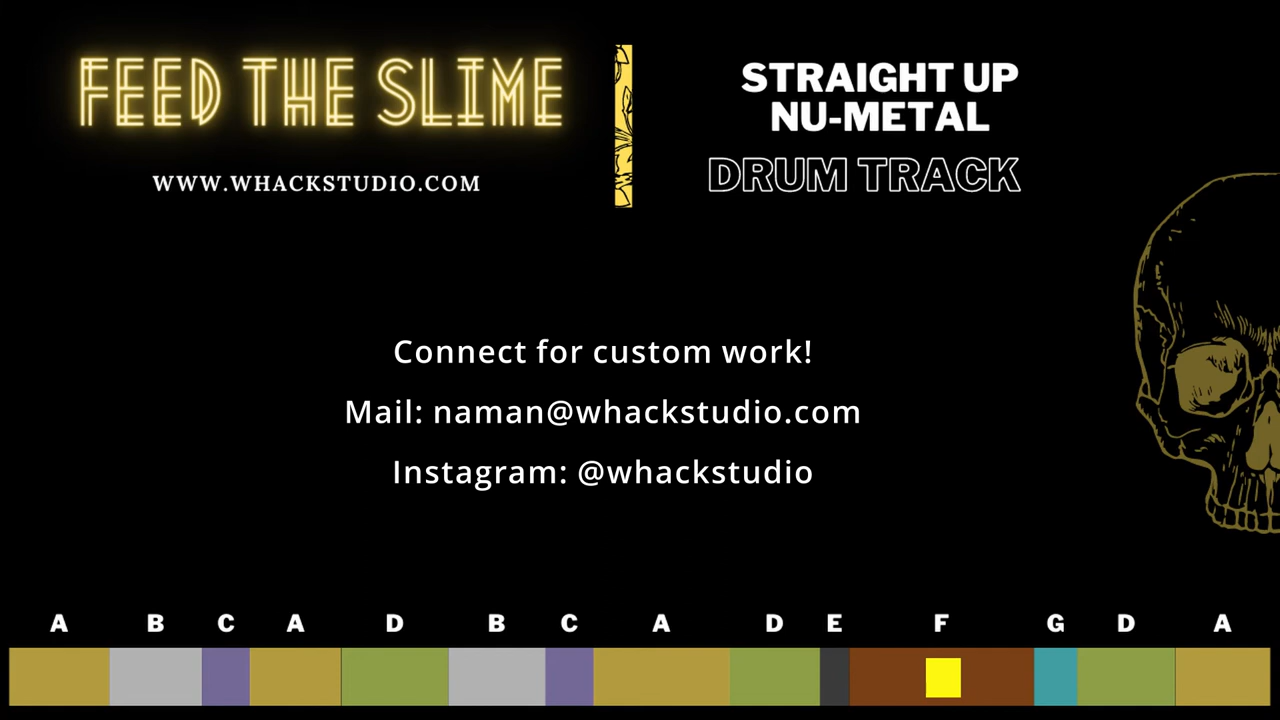 FEED THE SLIME
WWW.WHACKSTUDIO.COM
STRAIGHT UP
NU-METAL
DRUM TRACK
Connect for custom work!
Mail: naman@whackstudio.com
Instagram: @whackstudio
A B C A D B C A D E F G D A